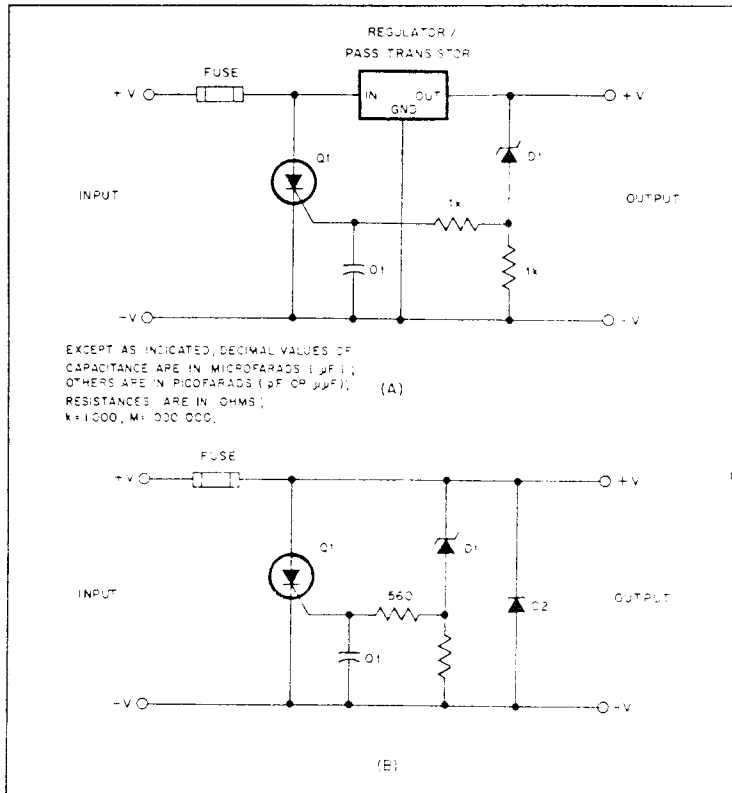 REGULATOR /
PASS TRANSISTOR
FUSE
+V
IN
OUT
GND
+V
Q1
D1
INPUT
1k
OUTPUT
1k
-V
-V
EXCEPT AS INDICATED, DECIMAL VALUES OF
CAPACITANCE ARE IN MICROFARADS (µF);
OTHERS ARE IN PICOFARADS (pF OR µµF);
RESISTANCES ARE IN OHMS;
(A)
FUSE
+V
+V
Q1
D1
INPUT
560
D2
OUTPUT
-V
-V
(B)